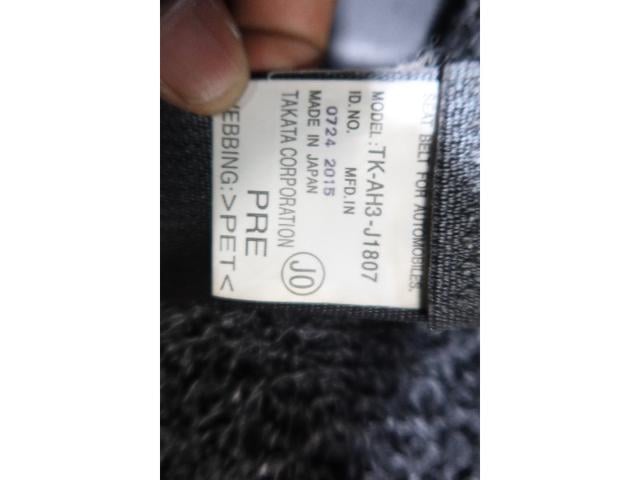 SEAT BELT FOR AUTOMOBILES.
MODEL:TK-AH3-J1807
ID.NO. MFD.IN
0724 2015
MADE IN JAPAN
TAKATA CORPORATION
J0
PRE
WEBBING:>PET<